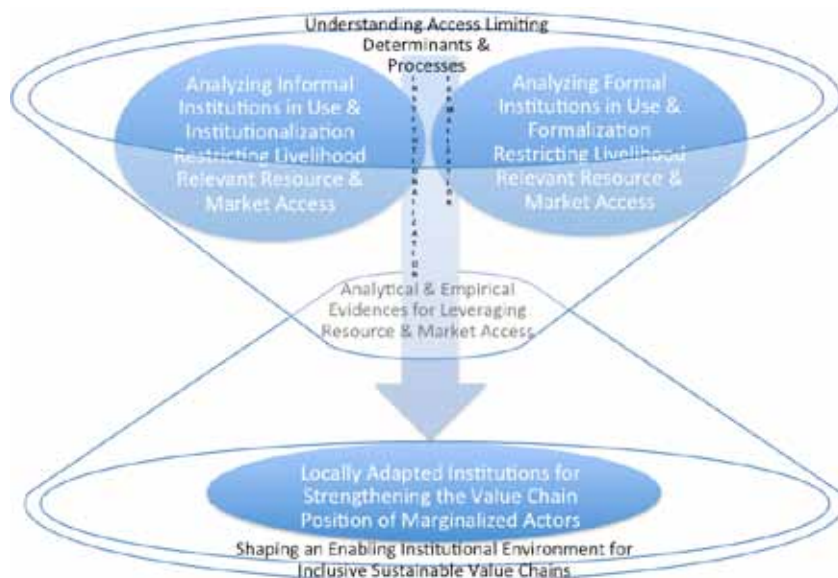 Understanding Access Limiting
Determinants &
Processes
Analyzing Informal
Institutions in Use &
Institutionalization
Restricting Livelihood
Relevant Resource &
Market Access
INSTITUTIONALIZATION
FORMALIZATION
Analyzing Formal
Institutions in Use &
Formalization
Restricting Livelihood
Relevant Resource &
Market Access
Analytical & Empirical
Evidences for Leveraging
Resource & Market Access
Locally Adapted Institutions for
Strengthening the Value Chain
Position of Marginalized Actors
Shaping an Enabling Institutional Environment for
Inclusive Sustainable Value Chains